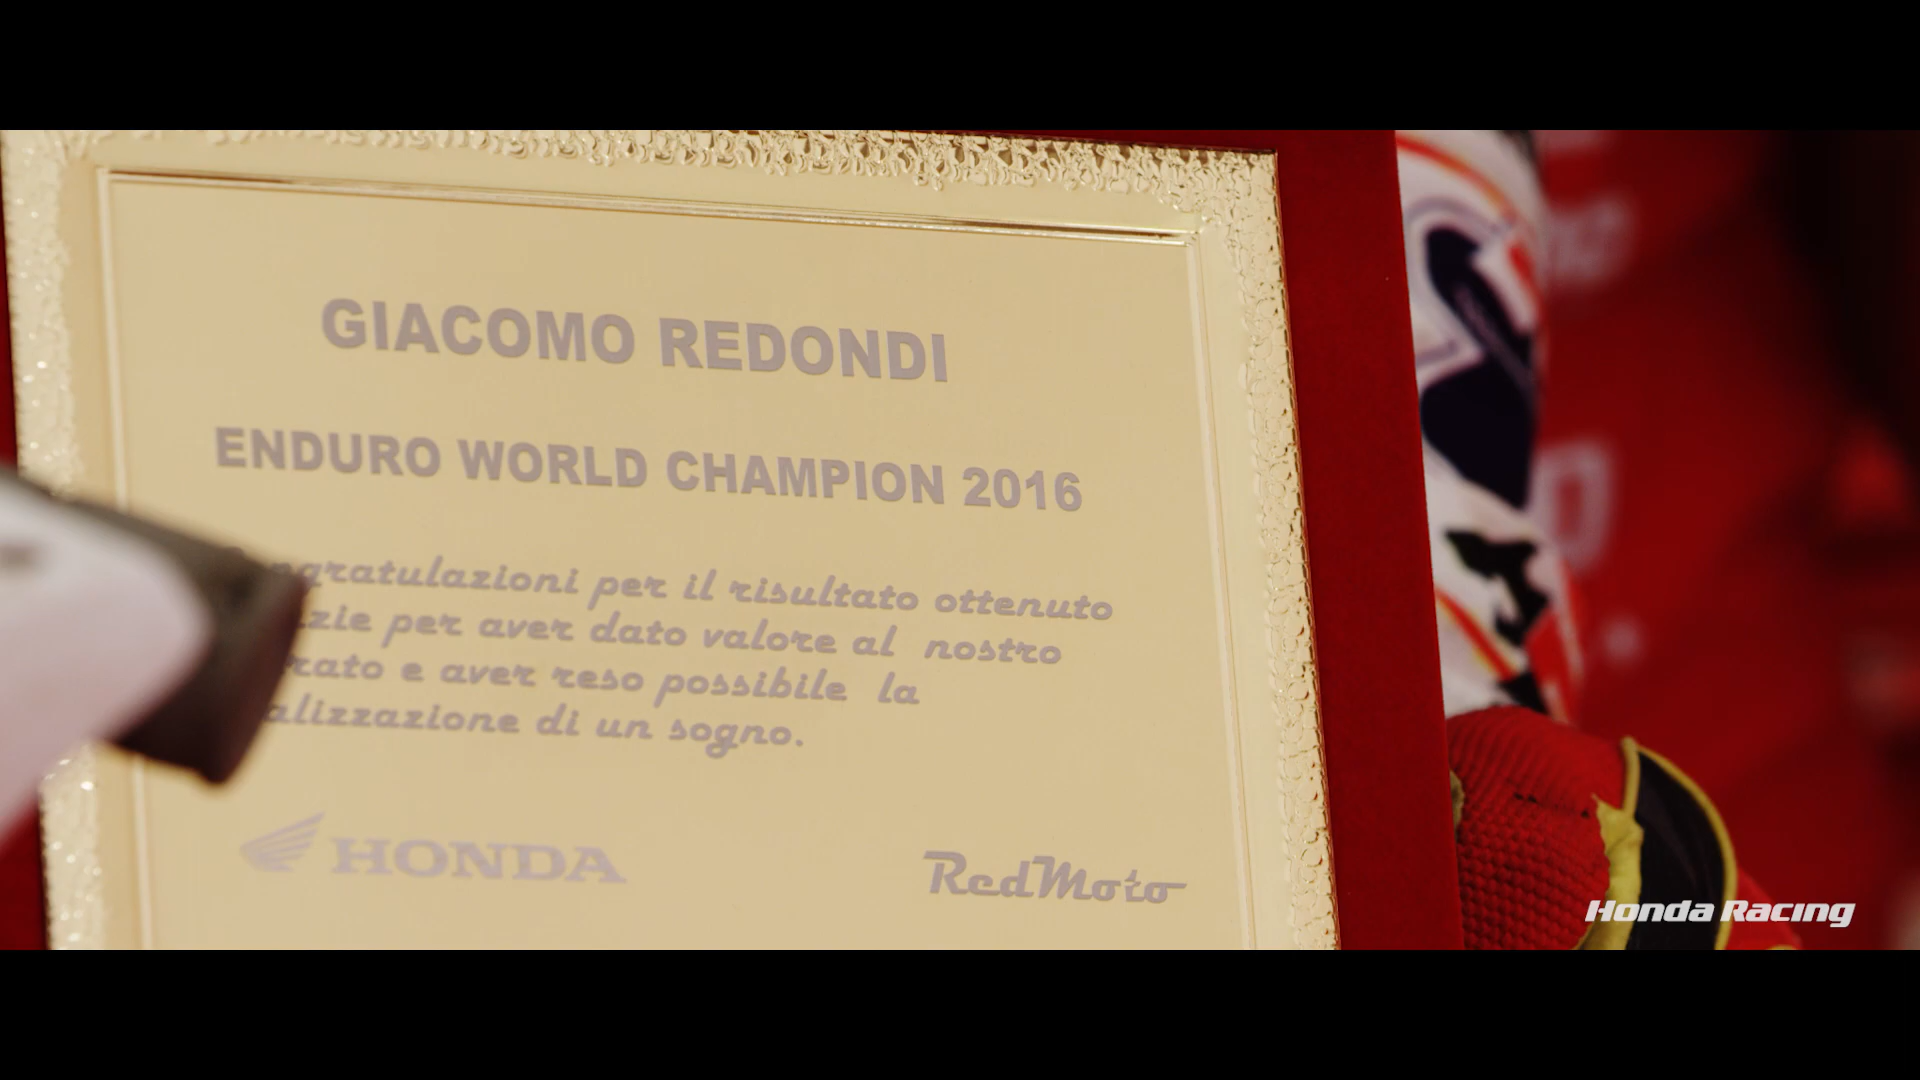 GIACOMO REDONDI
ENDURO WORLD CHAMPION 2016
per il risultato ottenuto
per aver dato valore al nostro
e aver reso possibile la
di un sogno.
HONDA
RedMoto
Honda Racing